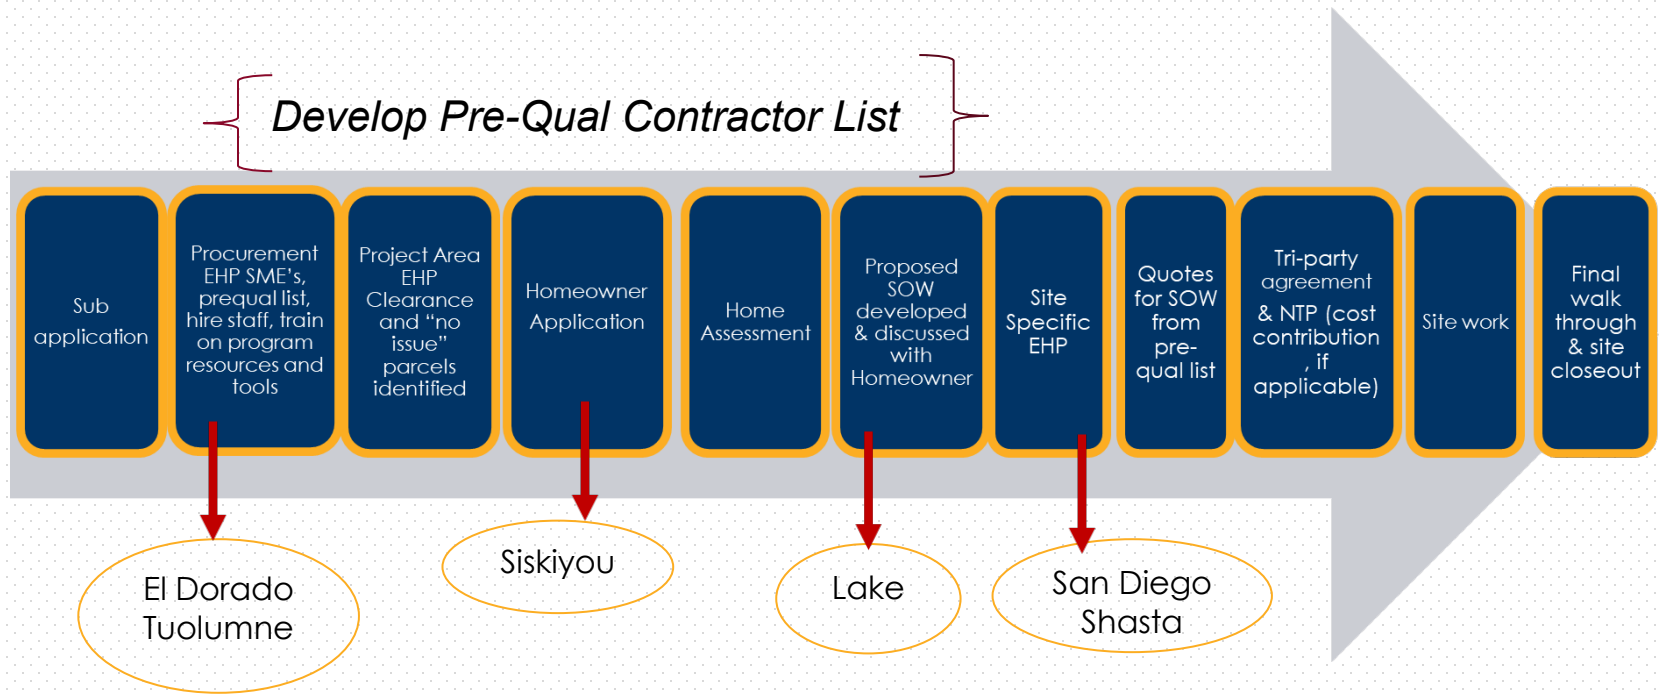 Develop Pre-Qual Contractor List
Sub
application
Procurement
EHP SME's,
prequal list,
hire staff, train
on program
resources and
tools
Project Area
EHP
Clearance
and “no
issue”
parcels
identified
Homeowner
Application
Home
Assessment
Proposed
SOW
developed
& discussed
with
Homeowner
Site
Specific
EHP
Quotes
for SOW
from
pre-
qual list
Tri-party
agreement
& NTP (cost
contribution
, if
applicable)
Site work
Final
walk
through
& site
closeout
El Dorado
Tuolumne
Siskiyou
Lake
San Diego
Shasta